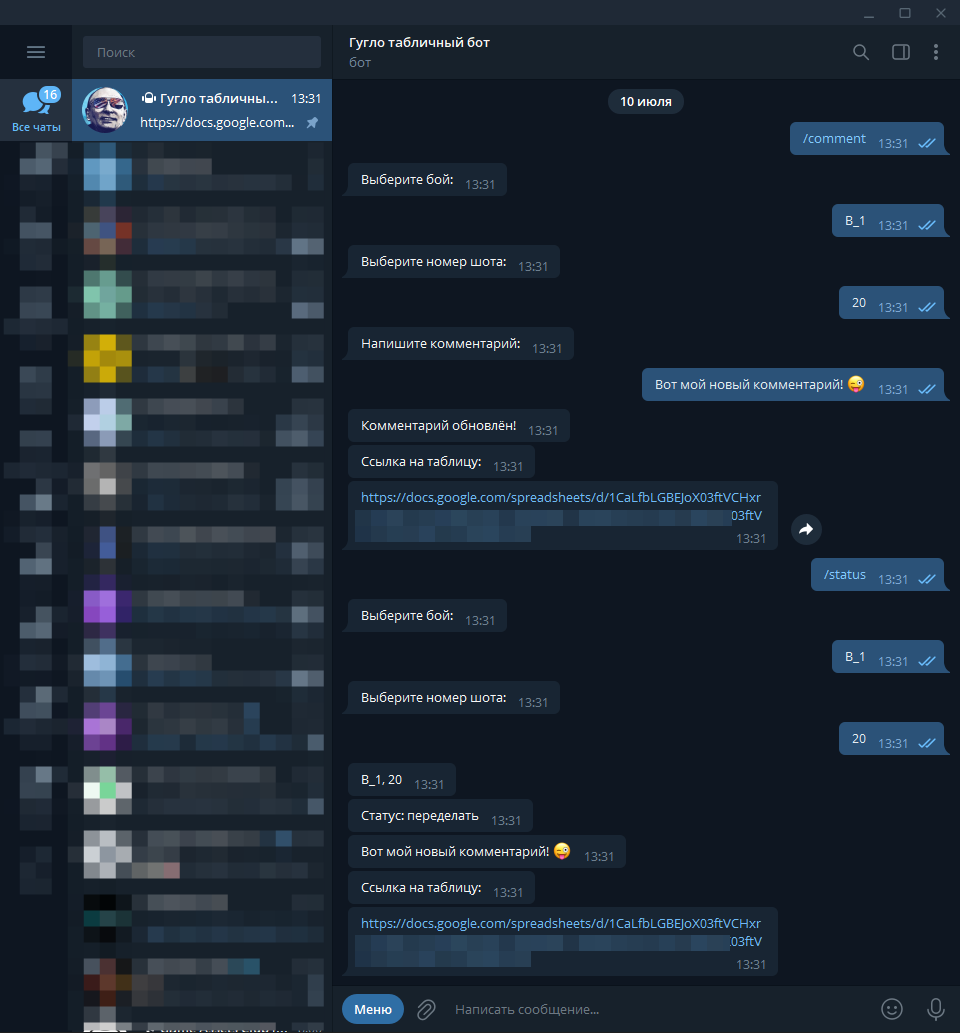 Поиск
16
Все чаты
Гугло табличны... 13:31
https://docs.google.com...
Гугло табличный бот
бот
10 июля
/comment 13:31
Выберите бой: 13:31
B_1 13:31
Выберите номер шота: 13:31
20 13:31
Напишите комментарий: 13:31
Вот мой новый комментарий! 😜 13:31
Комментарий обновлён! 13:31
Ссылка на таблицу: 13:31
https://docs.google.com/spreadsheets/d/1CaLfbLGBEJoX03ftVCHxr
03ftV
13:31
/status 13:31
Выберите бой: 13:31
B_1 13:31
Выберите номер шота: 13:31
20 13:31
B_1, 20 13:31
Статус: переделать 13:31
Вот мой новый комментарий! 😜 13:31
Ссылка на таблицу: 13:31
https://docs.google.com/spreadsheets/d/1CaLfbLGBEJoX03ftVCHxr
03ftV
13:31
Меню
Написать сообщение...